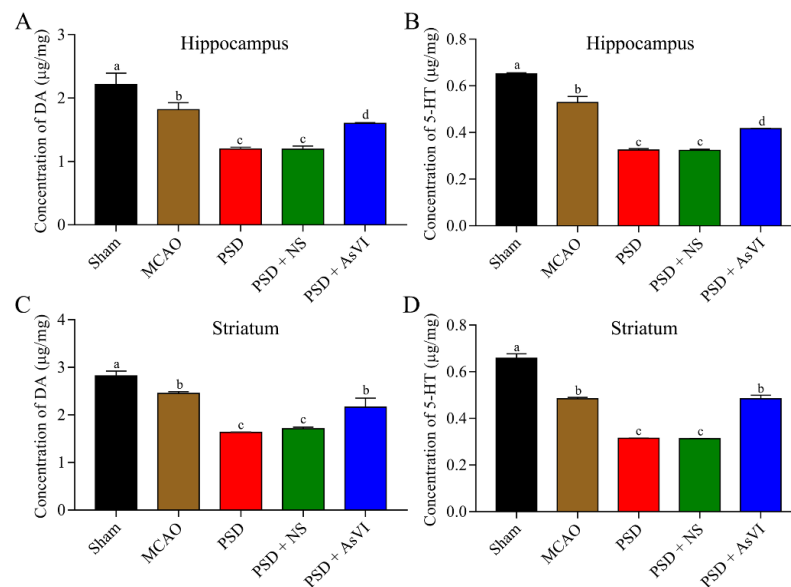 A
Hippocampus
Concentration of DA (μg/mg)
3
2
1
0
a
b
c
c
d
Sham
MCAO
PSD
PSD + NS
PSD + AsVI
B
Hippocampus
Concentration of 5-HT (μg/mg)
0.8
0.6
0.4
0.2
0.0
a
b
c
c
d
Sham
MCAO
PSD
PSD + NS
PSD + AsVI
C
Striatum
Concentration of DA (μg/mg)
4
3
2
1
0
a
b
c
c
b
Sham
MCAO
PSD
PSD + NS
PSD + AsVI
D
Striatum
Concentration of 5-HT (μg/mg)
0.8
0.6
0.4
0.2
0.0
a
b
c
c
b
Sham
MCAO
PSD
PSD + NS
PSD + AsVI